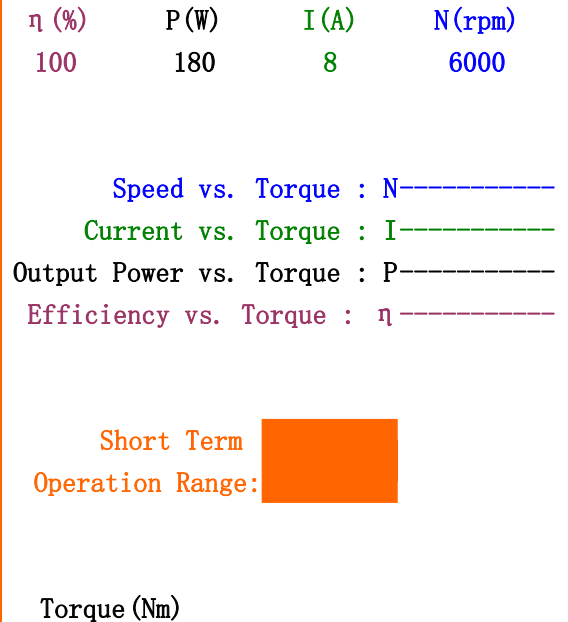 η(%) P(W) I(A) N(rpm)
100 180 8 6000
Speed vs. Torque : N
Current vs. Torque : I
Output Power vs. Torque : P
Efficiency vs. Torque : η
Short Term
Operation Range:
Torque(Nm)